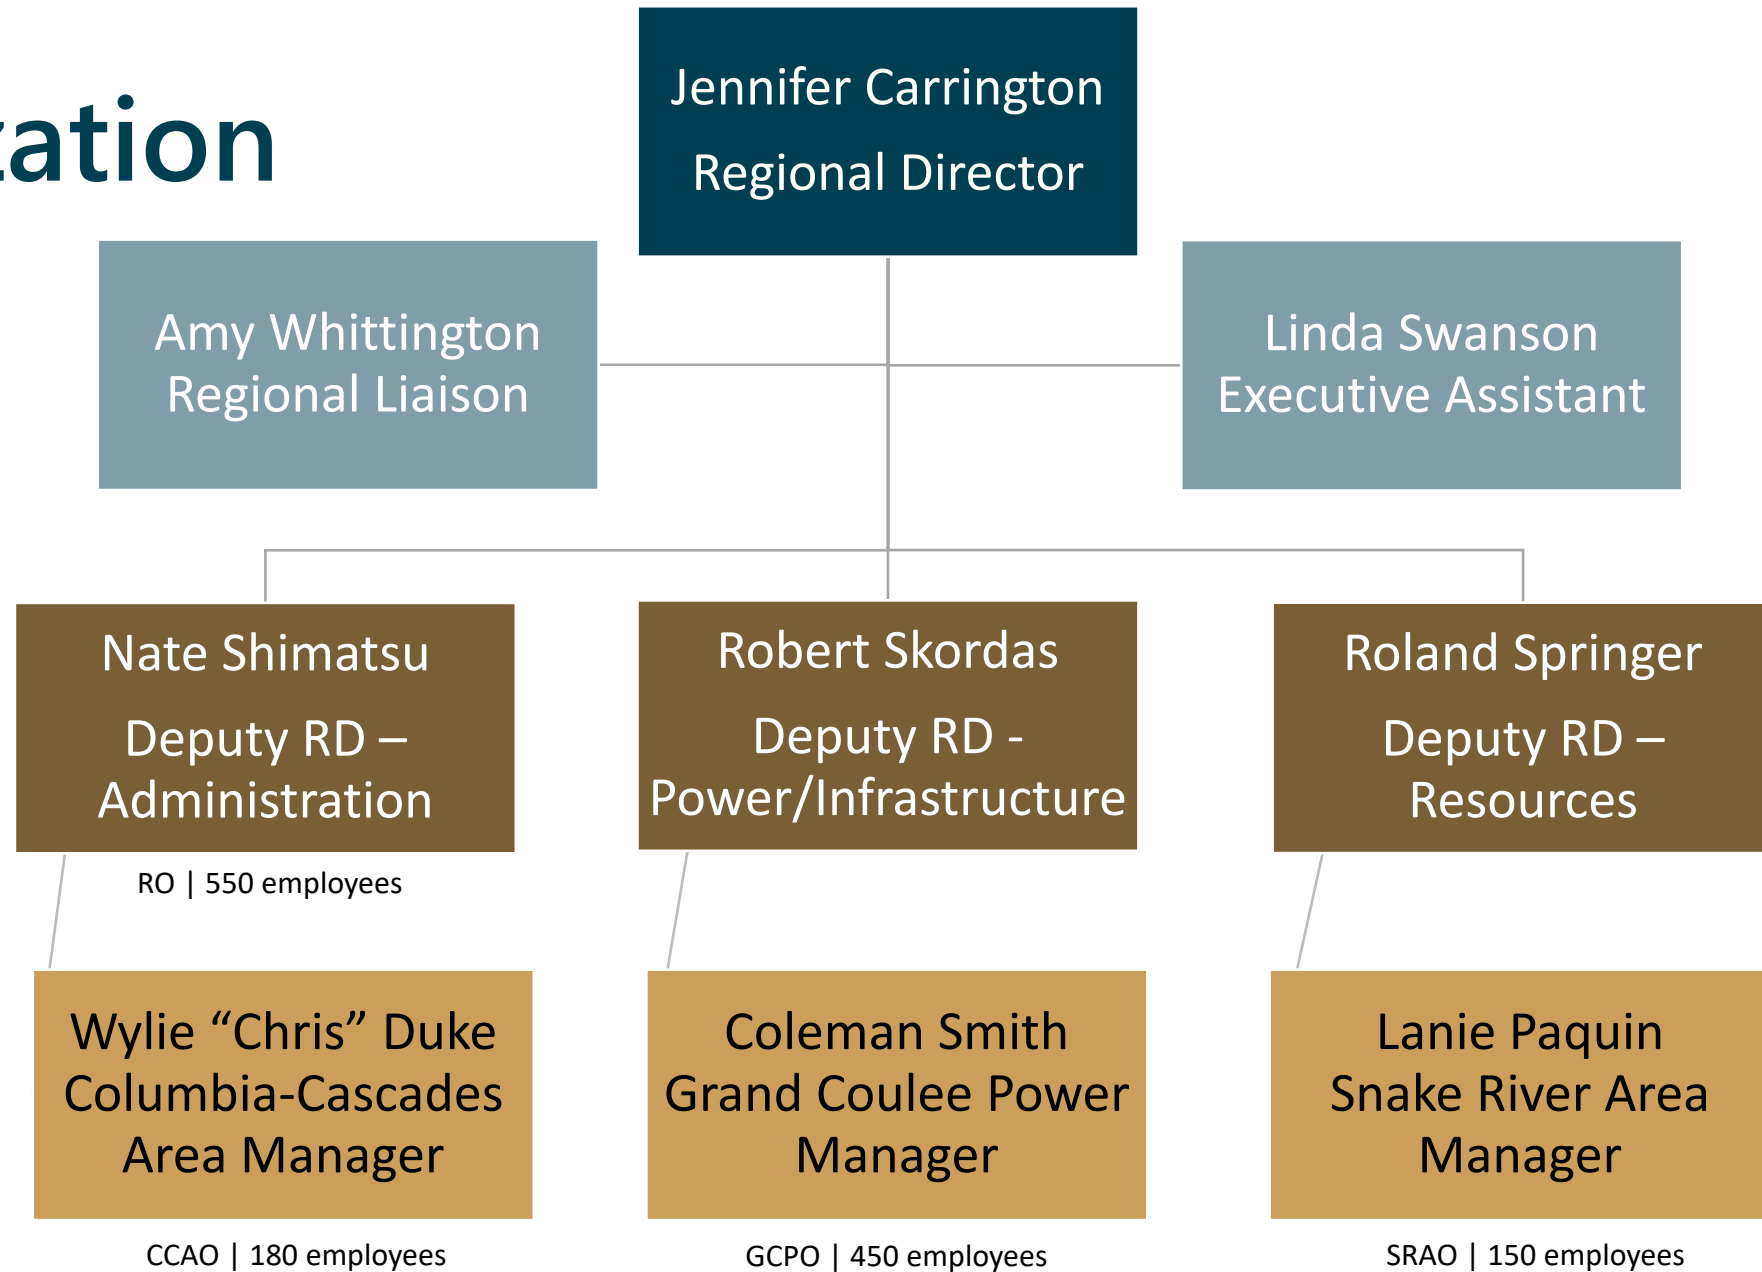 zation
Jennifer Carrington
Regional Director
Amy Whittington
Regional Liaison
Linda Swanson
Executive Assistant
Nate Shimatsu
Deputy RD –
Administration
Robert Skordas
Deputy RD -
Power/Infrastructure
Roland Springer
Deputy RD –
Resources
RO | 550 employees
Wylie “Chris” Duke
Columbia-Cascades
Area Manager
Coleman Smith
Grand Coulee Power
Manager
Lanie Paquin
Snake River Area
Manager
CCAO | 180 employees
GCPO | 450 employees
SRAO | 150 employees